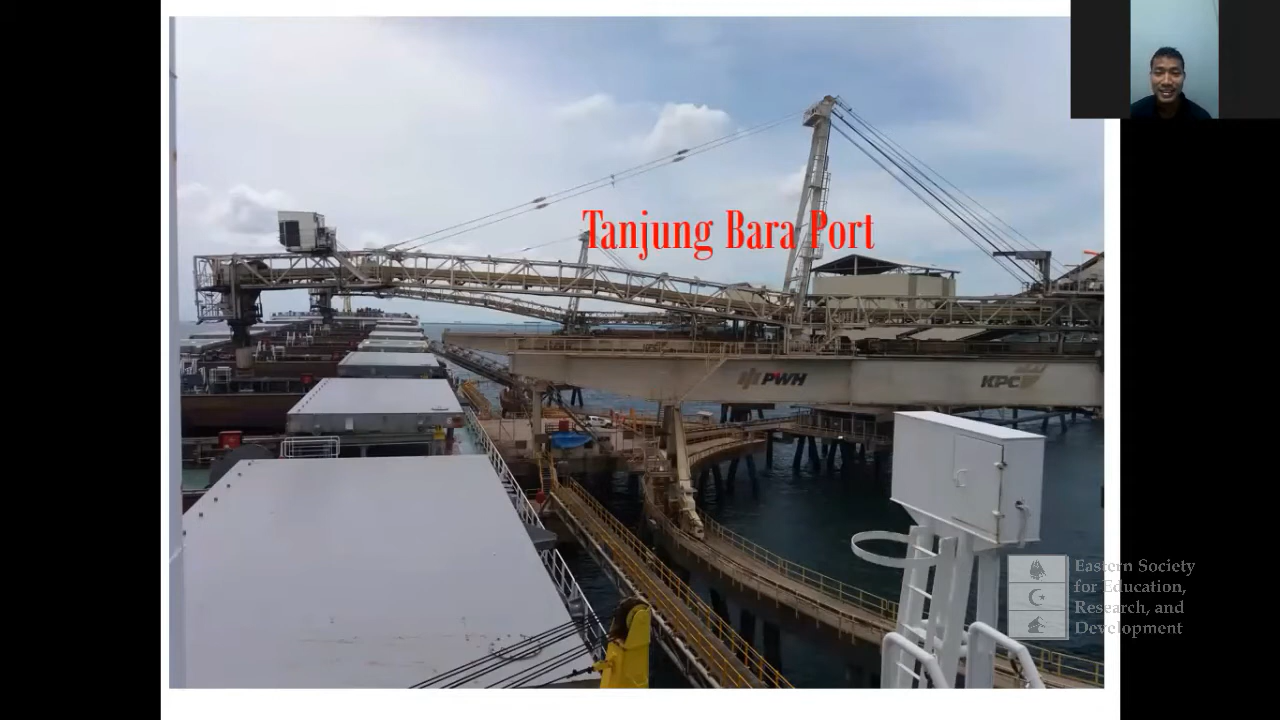 Tanjung Bara Port
PWH
KPC
Eastern Society
for Education,
Research, and
Development